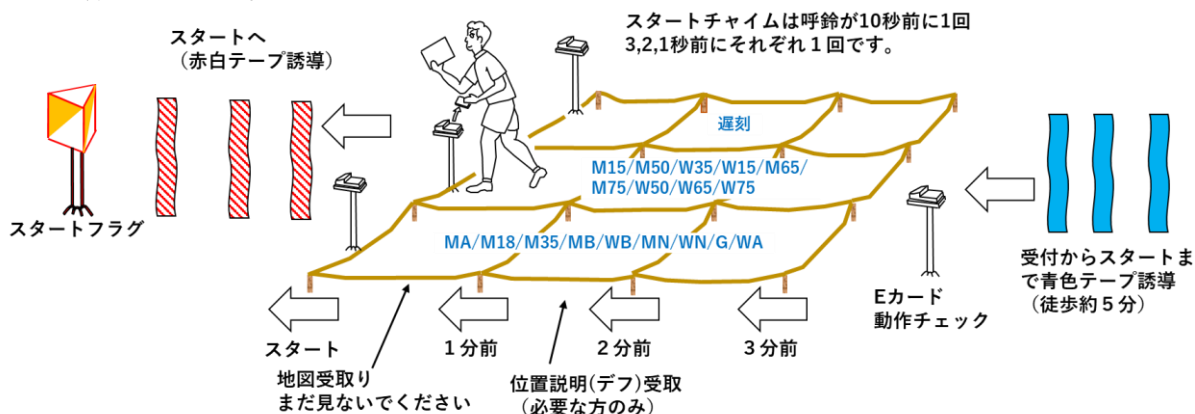 スタートチャイムは呼鈴が10秒前に1回
3,2,1秒前にそれぞれ１回です。
スタートへ
（赤白テープ誘導）
遅刻
M15/M50/W35/W15/M65/
M75/W50/W65/W75
MA/M18/M35/MB/WB/MN/WN/G/WA
スタートフラグ
Eカード
動作チェック
受付からスタートま
で青色テープ誘導
（徒歩約５分）
スタート
１分前
２分前
３分前
地図受取り
まだ見ないでください
位置説明(デフ)受取
（必要な方のみ）